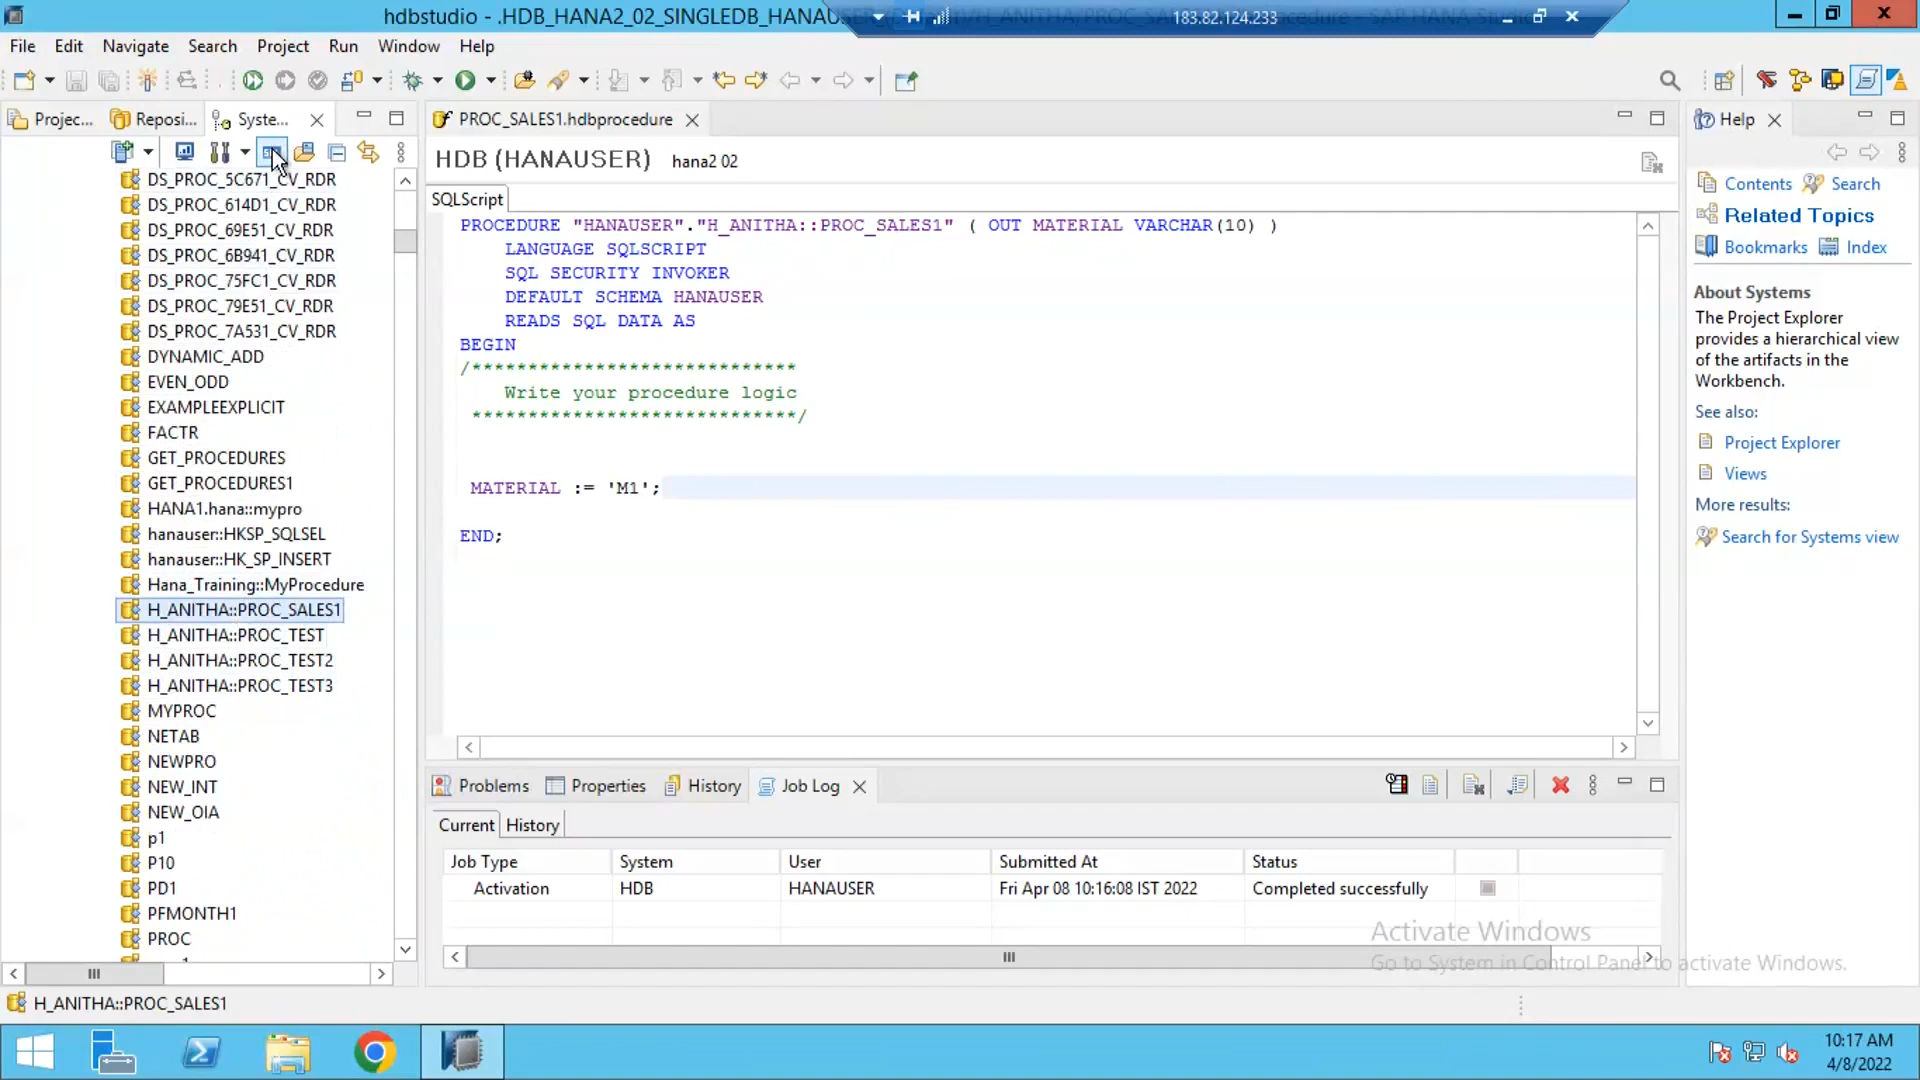 hdbstudio - .HDB_HANA2_02_SINGLEDB_HANAUSER
183.82.124.233
File Edit Navigate Search Project Run Window Help
Projec... Reposi... Syste...
DS_PROC_5C671_CV_RDR
DS_PROC_614D1_CV_RDR
DS_PROC_69E51_CV_RDR
DS_PROC_6B941_CV_RDR
DS_PROC_75FC1_CV_RDR
DS_PROC_79E51_CV_RDR
DS_PROC_7A531_CV_RDR
DYNAMIC_ADD
EVEN_ODD
EXAMPLEEXPLICIT
FACTR
GET_PROCEDURES
GET_PROCEDURES1
HANA1.hana::mypro
hanauser::HKSP_SQLSEL
hanauser::HK_SP_INSERT
Hana_Training::MyProcedure
H_ANITHA::PROC_SALES1
H_ANITHA::PROC_TEST
H_ANITHA::PROC_TEST2
H_ANITHA::PROC_TEST3
MYPROC
NETAB
NEWPRO
NEW_INT
NEW_OIA
p1
P10
PD1
PFMONTH1
PROC
PROC_SALES1.hdbprocedure
HDB (HANAUSER) hana2 02
SQLScript
PROCEDURE "HANAUSER"."H_ANITHA::PROC_SALES1" ( OUT MATERIAL VARCHAR(10) )
LANGUAGE SQLSCRIPT
SQL SECURITY INVOKER
DEFAULT SCHEMA HANAUSER
READS SQL DATA AS
BEGIN
/*****************************
Write your procedure logic
*****************************/
MATERIAL := 'M1';
END;
Problems Properties History Job Log
Current History
Job Type System User Submitted At Status
Activation HDB HANAUSER Fri Apr 08 10:16:08 IST 2022 Completed successfully
Help
Contents Search
Related Topics
Bookmarks Index
About Systems
The Project Explorer
provides a hierarchical view
of the artifacts in the
Workbench.
See also:
Project Explorer
Views
More results:
Search for Systems view
Activate Windows
Go to System in Control Panel to activate Windows.
H_ANITHA::PROC_SALES1
10:17 AM
4/8/2022